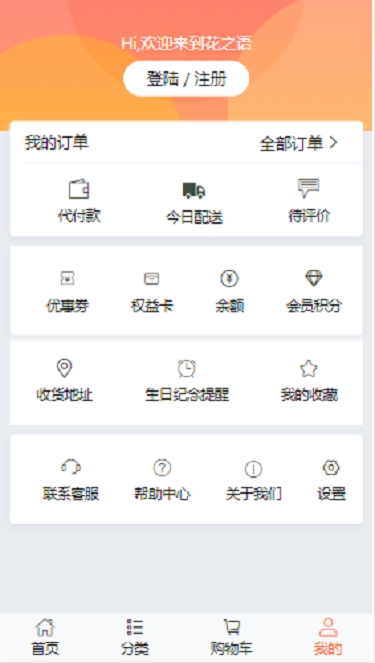 Hi,欢迎来到花之语
登陆 / 注册
我的订单 全部订单
代付款 今日配送 待评价
优惠券 权益卡 余额 会员积分
收货地址 生日纪念提醒 我的收藏
联系客服 帮助中心 关于我们 设置
首页 分类 购物车 我的